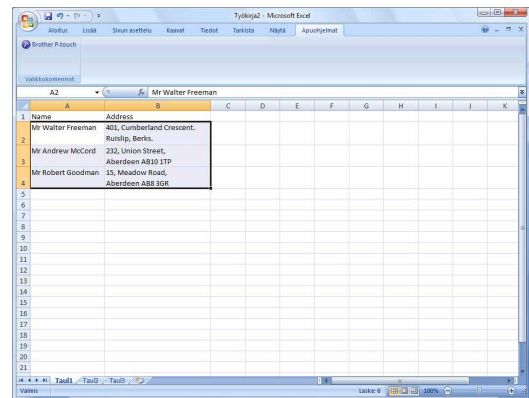 Työkirja2 - Microsoft Excel
Aloitus Lisää Sivun asettelu Kaavat Tiedot Tarkista Näytä Apuohjelmat
Brother P-touch
Valikkokomennot
A2 fx Mr Walter Freeman
A B C D E F G H I J K
1 Name Address
Mr Walter Freeman 401, Cumberland Crescent.
2 Ruislip, Berks.
Mr Andrew McCord 232, Union Street,
3 Aberdeen AB10 1TP
Mr Robert Goodman 15, Meadow Road,
4 Aberdeen AB8 3GR
5
6
7
8
9
10
11
12
13
14
15
16
17
18
19
20
21
Taul1 Taul2 Taul3
Valmis Laske: 6 100%